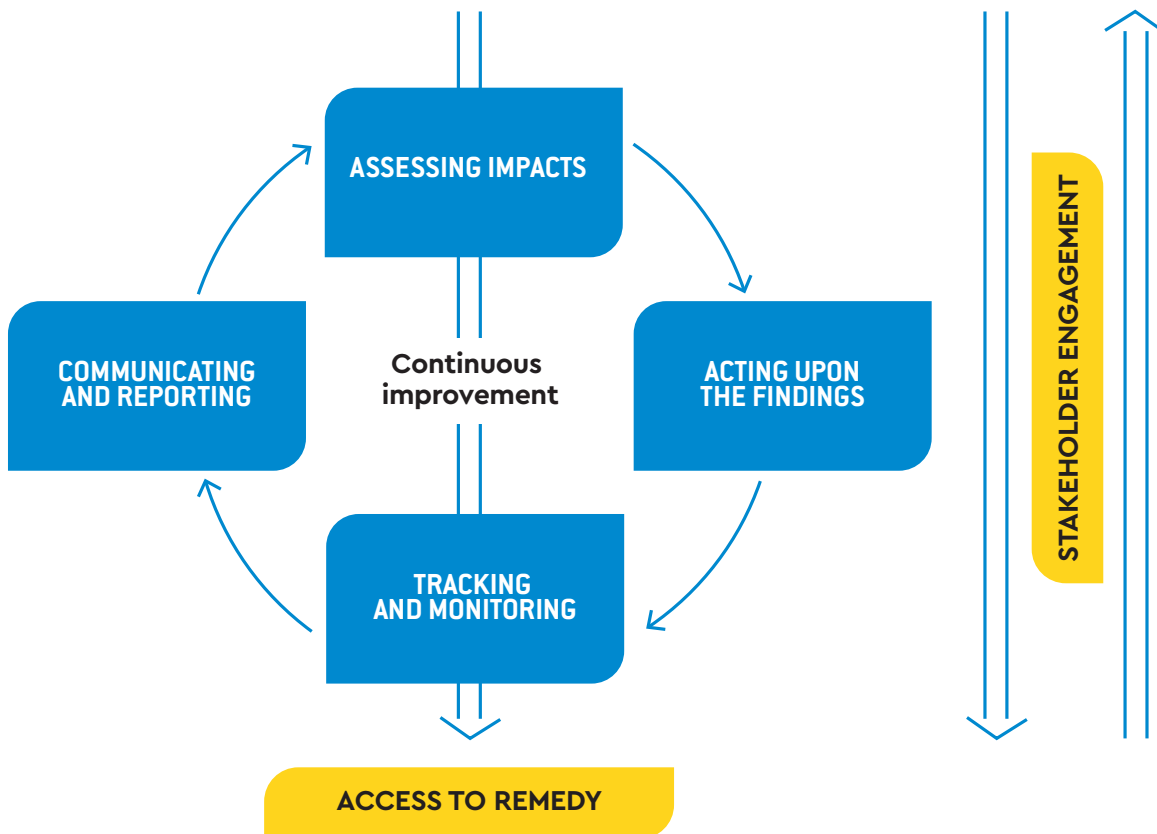 ASSESSING IMPACTS
COMMUNICATING
AND REPORTING
Continuous
improvement
ACTING UPON
THE FINDINGS
STAKEHOLDER ENGAGEMENT
TRACKING
AND MONITORING
ACCESS TO REMEDY